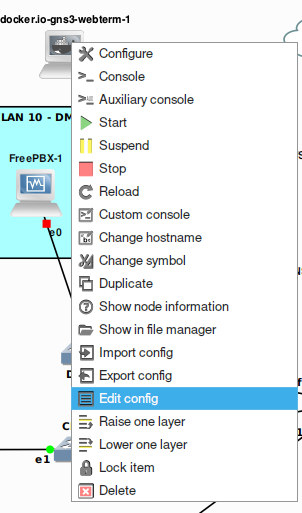 docker.io-gns3-webterm-1
LAN 10 - DM
FreePBX-1
e0
e1
Configure
Console
Auxiliary console
Start
Suspend
Stop
Reload
Custom console
Change hostname
Change symbol
Duplicate
Show node information
Show in file manager
Import config
Export config
Edit config
Raise one layer
Lower one layer
Lock item
Delete